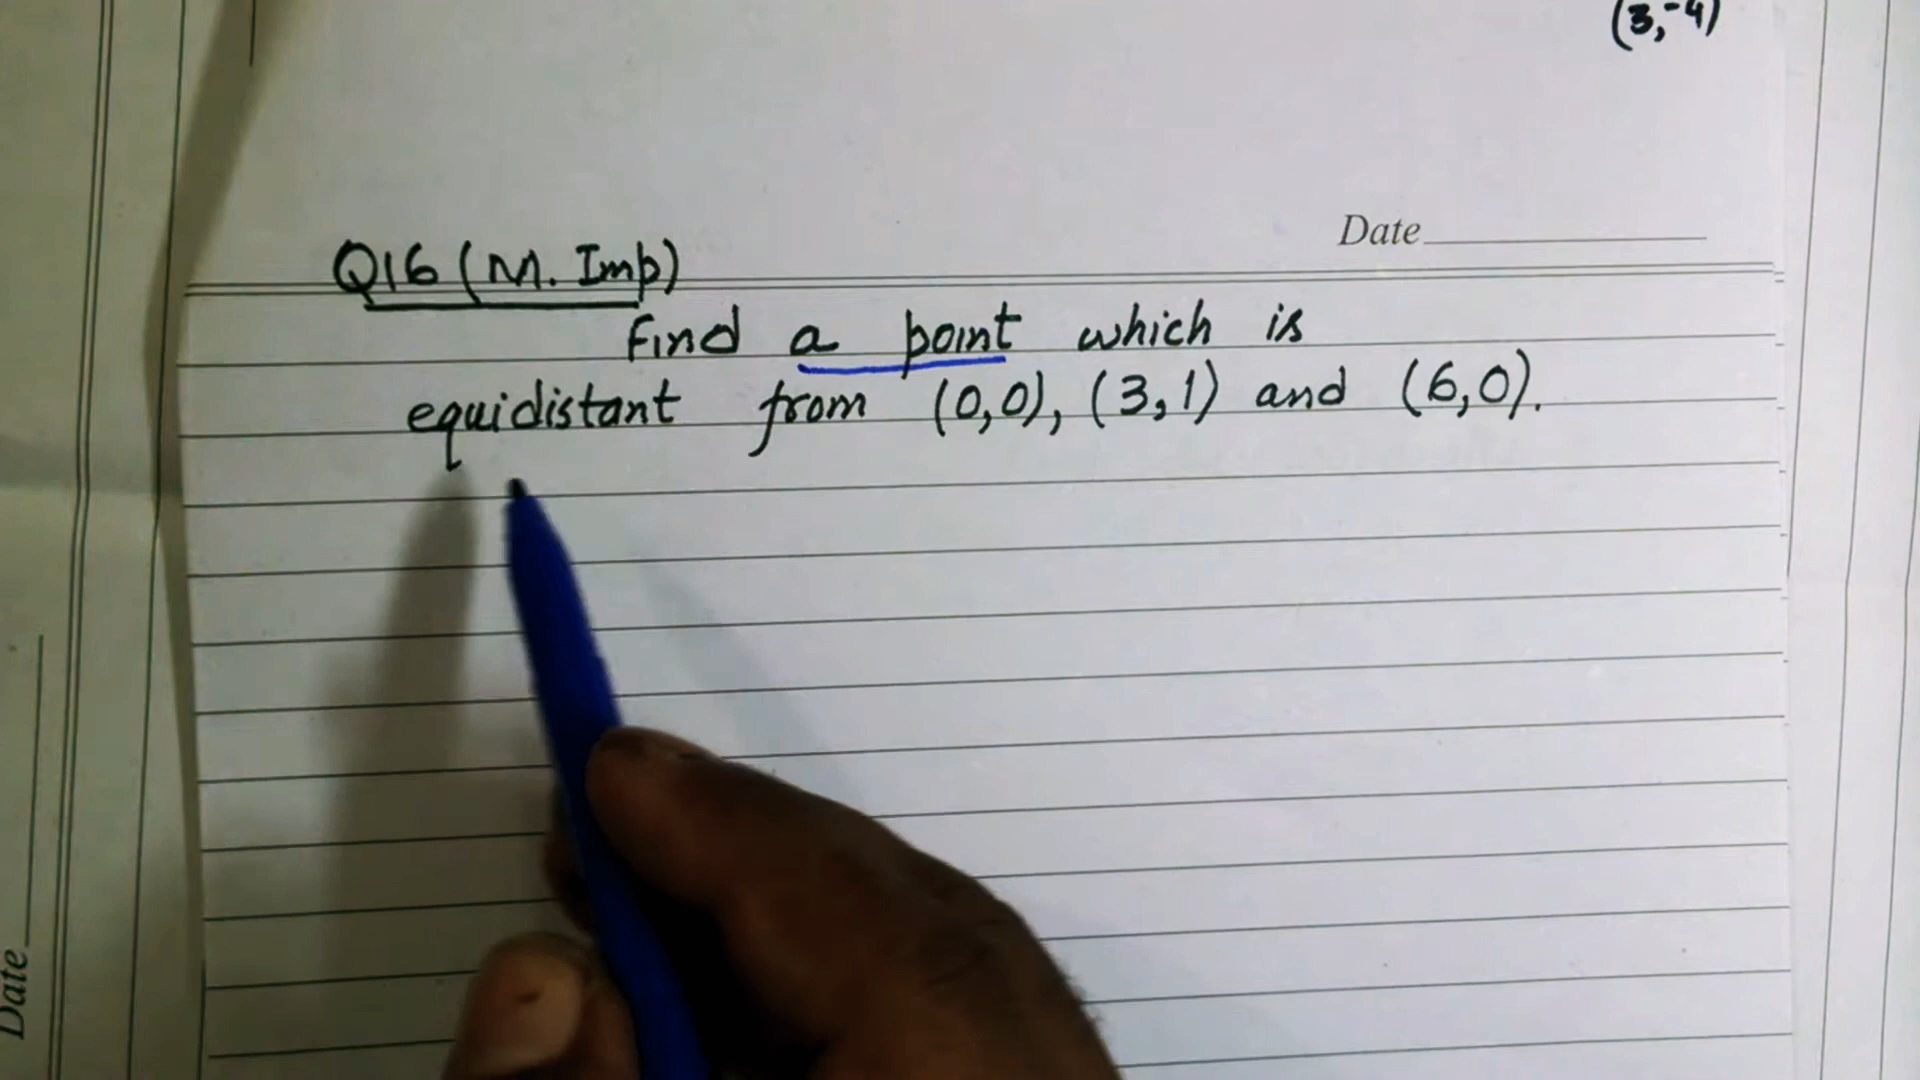 (3,-4)
Date
Q16 (M. Imp)
Find a point which is
equidistant from (0,0), (3,1) and (6,0).
Date